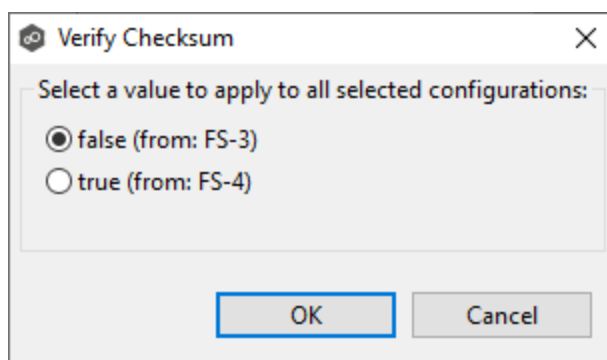 Verify Checksum
Select a value to apply to all selected configurations:
false (from: FS-3)
true (from: FS-4)
OK
Cancel